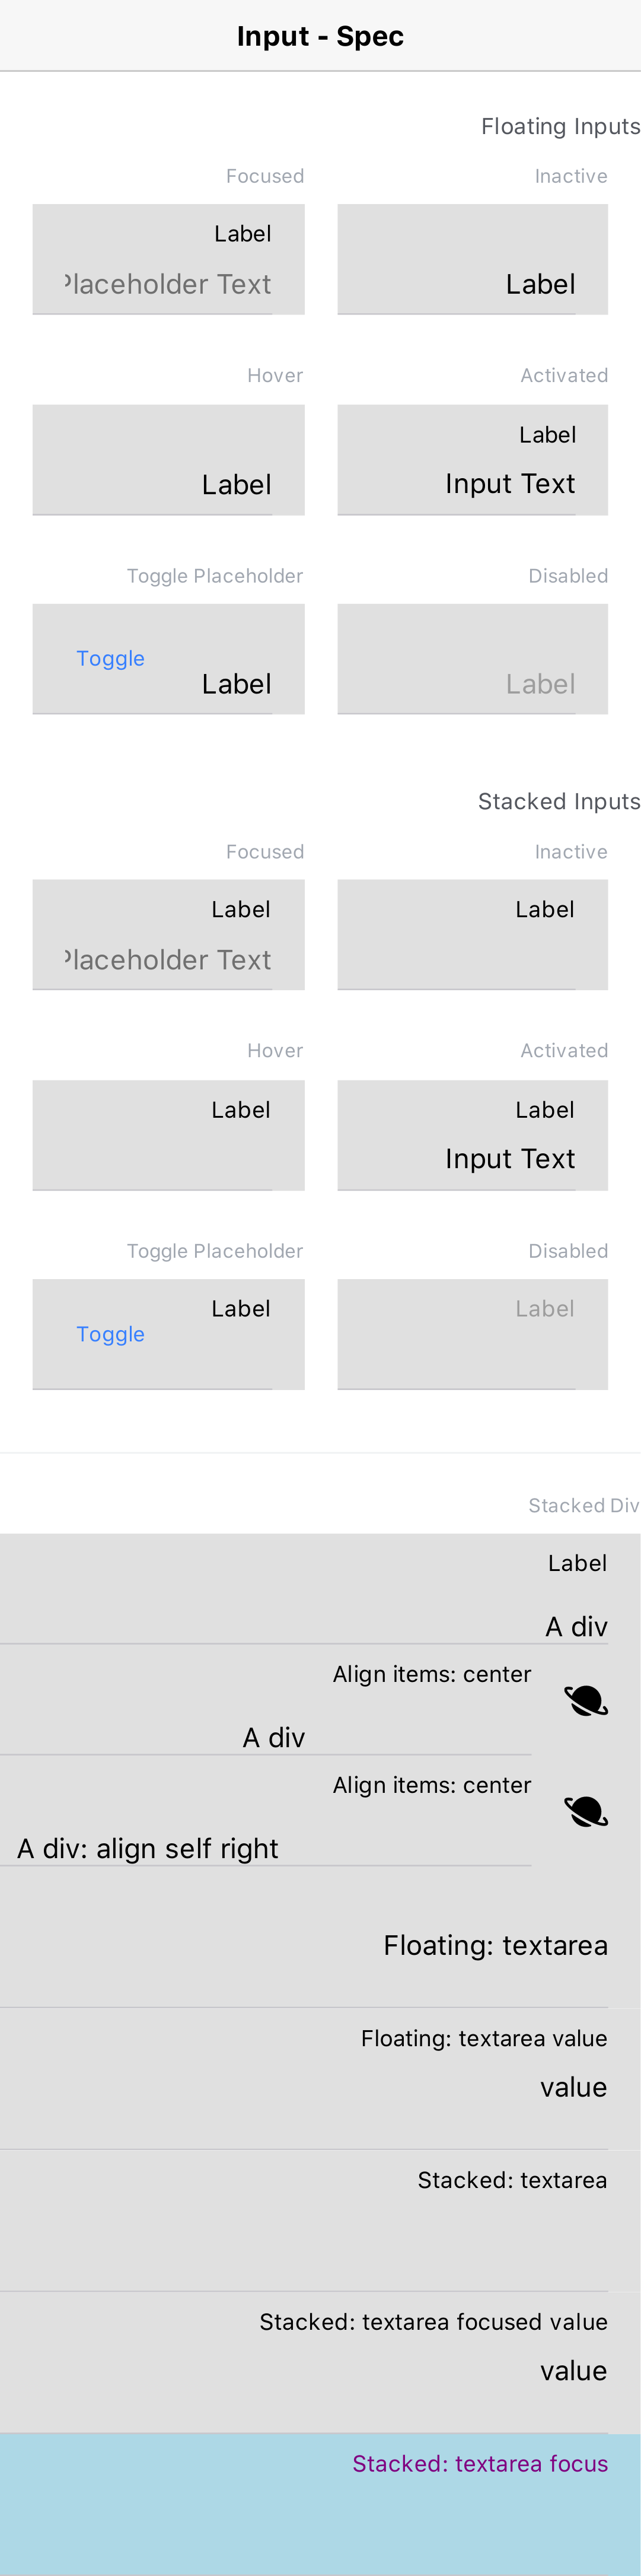 Input - Spec
Floating Inputs
Focused
Inactive
Label
Placeholder Text
Label
Hover
Activated
Label
Label
Input Text
Toggle Placeholder
Disabled
Toggle
Label
Label
Stacked Inputs
Focused
Inactive
Label
Placeholder Text
Label
Hover
Activated
Label
Label
Input Text
Toggle Placeholder
Disabled
Label
Toggle
Label
Stacked Div
Label
A div
Align items: center
A div
Align items: center
A div: align self right
Floating: textarea
Floating: textarea value
value
Stacked: textarea
Stacked: textarea focused value
value
Stacked: textarea focus